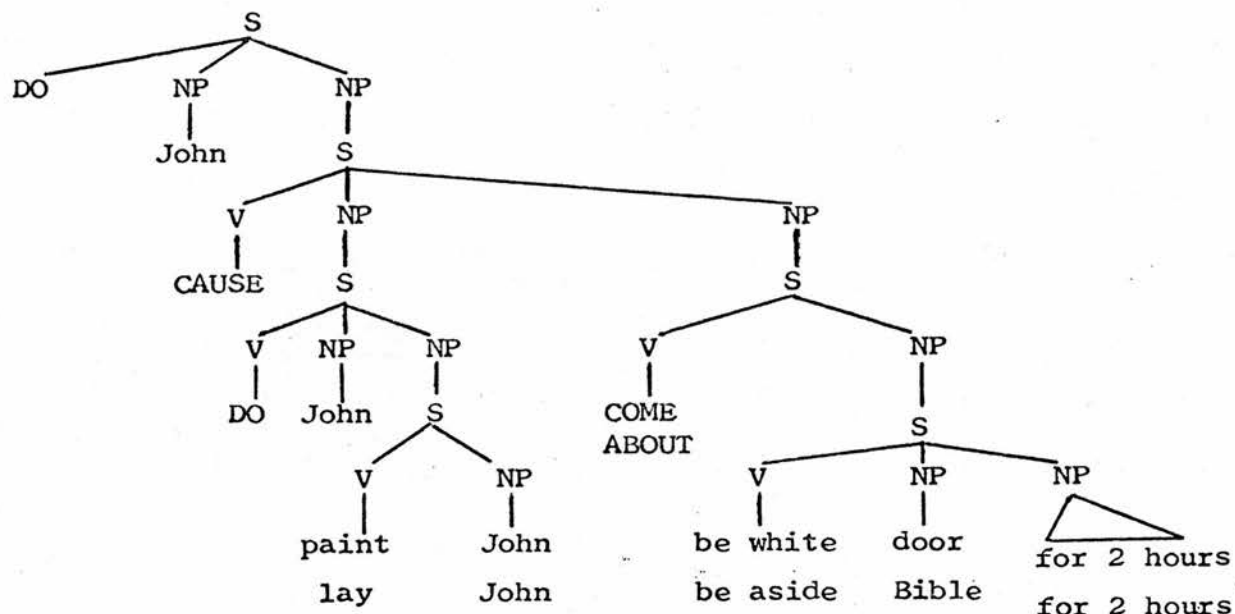 S
DO NP NP
John S
V NP NP
CAUSE S S
V NP NP V NP
DO John S COME
ABOUT S
V NP V NP NP
paint John be white door for 2 hours
lay John be aside Bible for 2 hours